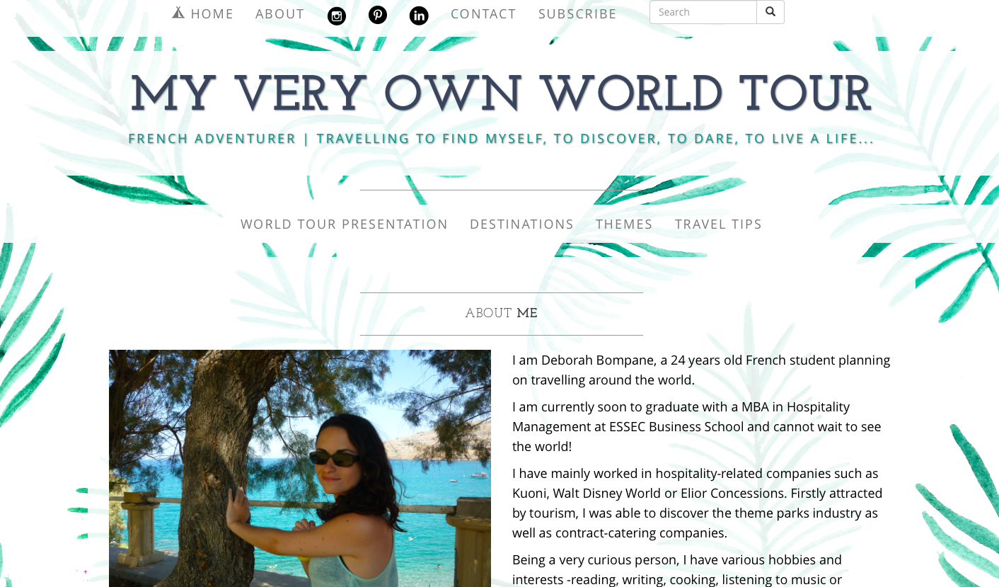 HOME ABOUT in CONTACT SUBSCRIBE Search
MY VERY OWN WORLD TOUR
FRENCH ADVENTURER | TRAVELLING TO FIND MYSELF, TO DISCOVER, TO DARE, TO LIVE A LIFE...
WORLD TOUR PRESENTATION DESTINATIONS THEMES TRAVEL TIPS
ABOUT ME
I am Deborah Bompane, a 24 years old French student planning
on travelling around the world.
I am currently soon to graduate with a MBA in Hospitality
Management at ESSEC Business School and cannot wait to see
the world!
I have mainly worked in hospitality-related companies such as
Kuoni, Walt Disney World or Elior Concessions. Firstly attracted
by tourism, I was able to discover the theme parks industry as
well as contract-catering companies.
Being a very curious person, I have various hobbies and
interests -reading, writing, cooking, listening to music or